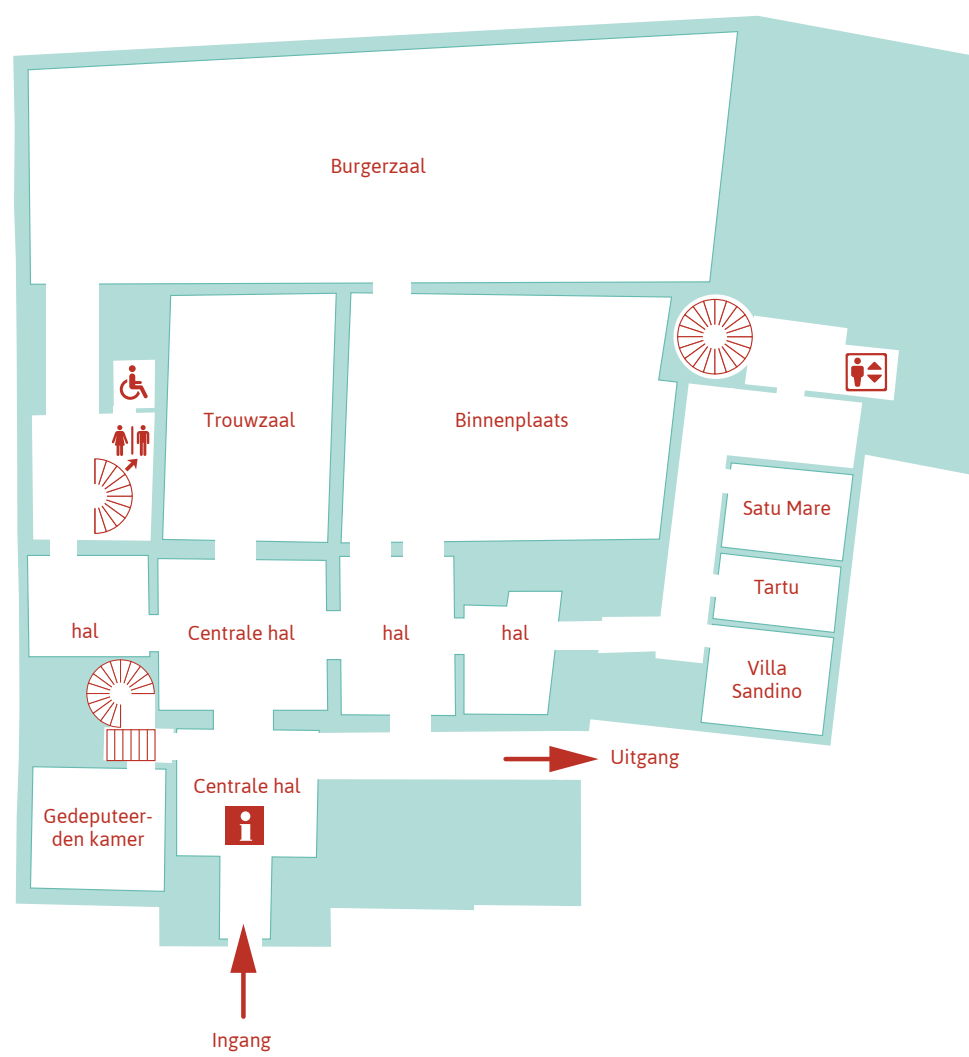 Burgerzaal
Trouwzaal
Binnenplaats
Satu Mare
Tartu
hal
Centrale hal
hal
hal
Villa
Sandino
Uitgang
Centrale hal
Gedeputeer-
den kamer
i
Ingang